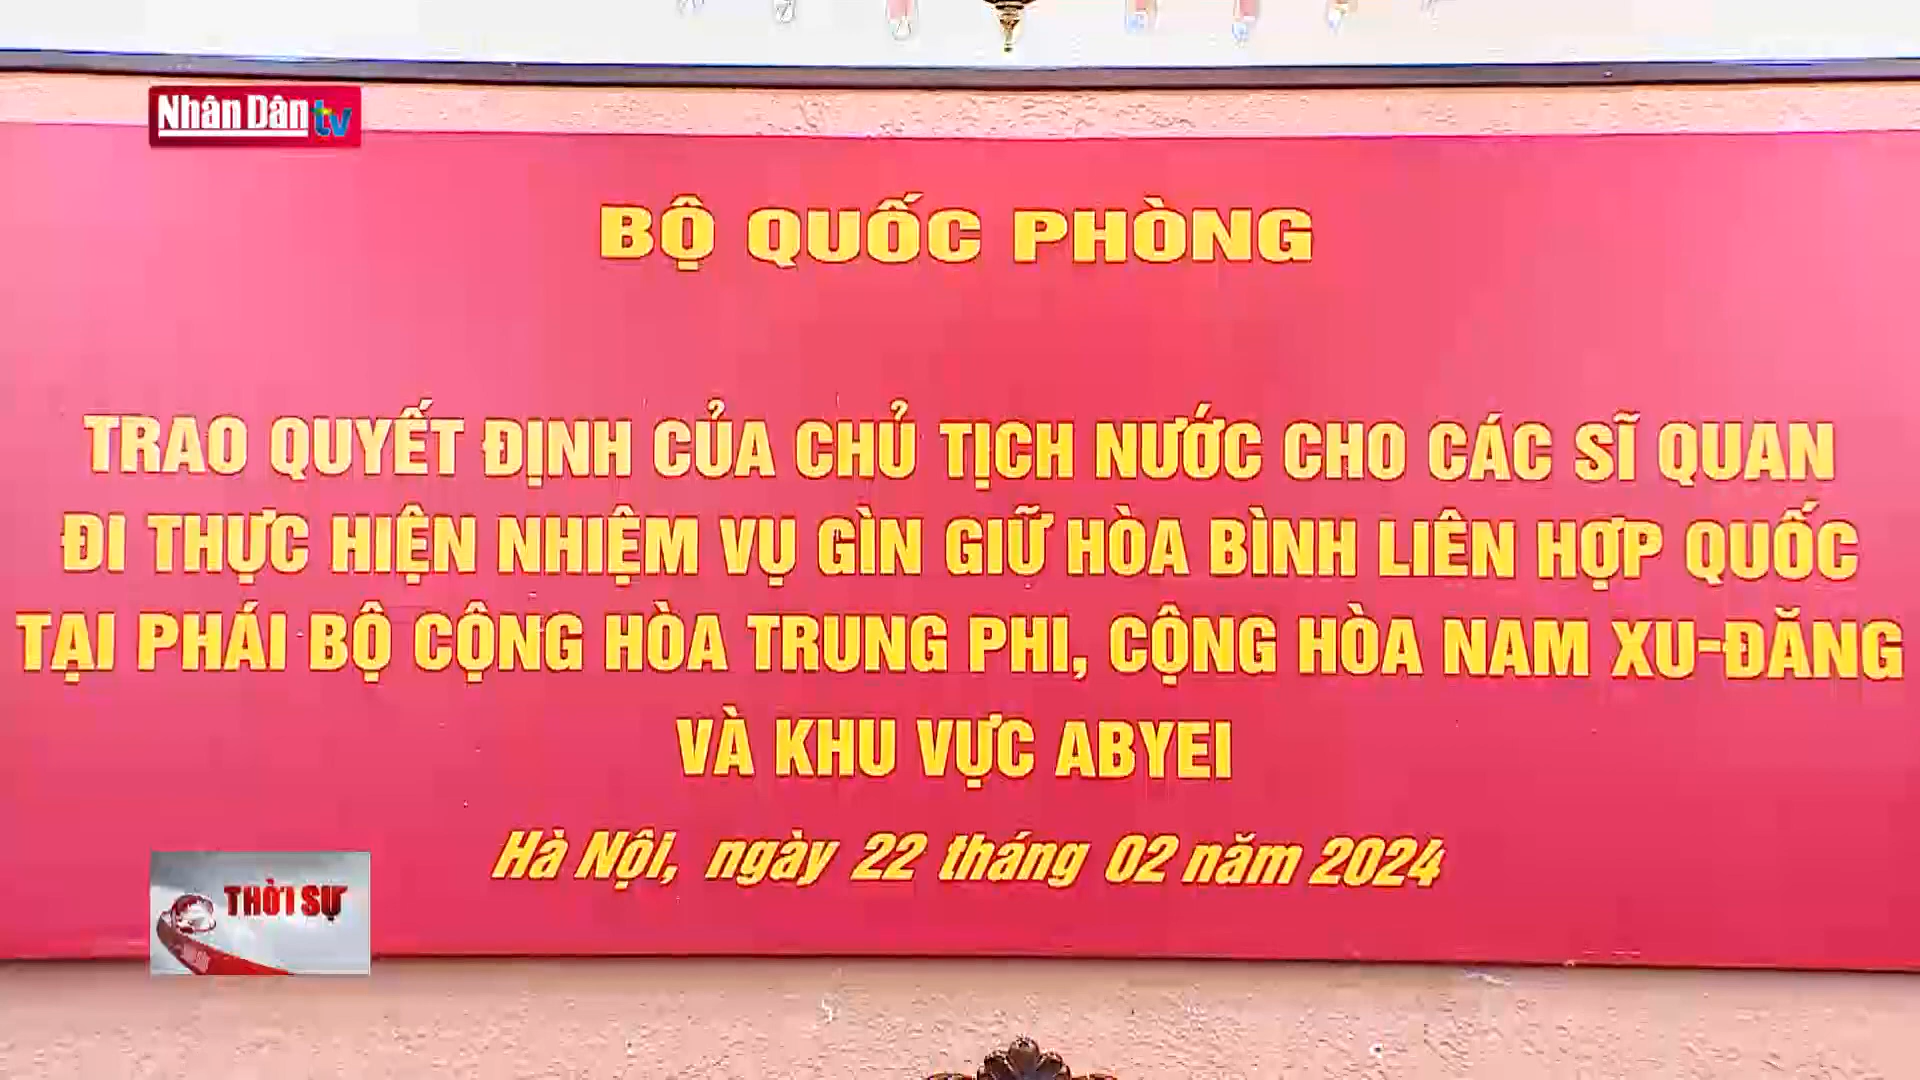 Nhân Dân tv
BỘ QUỐC PHÒNG
TRAO QUYẾT ĐỊNH CỦA CHỦ TỊCH NƯỚC CHO CÁC SĨ QUAN
ĐI THỰC HIỆN NHIỆM VỤ GÌN GIỮ HÒA BÌNH LIÊN HỢP QUỐC
TẠI PHÁI BỘ CỘNG HÒA TRUNG PHI, CỘNG HÒA NAM XU-ĐĂNG
VÀ KHU VỰC ABYEI
Hà Nội, ngày 22 tháng 02 năm 2024
THỜI SỰ